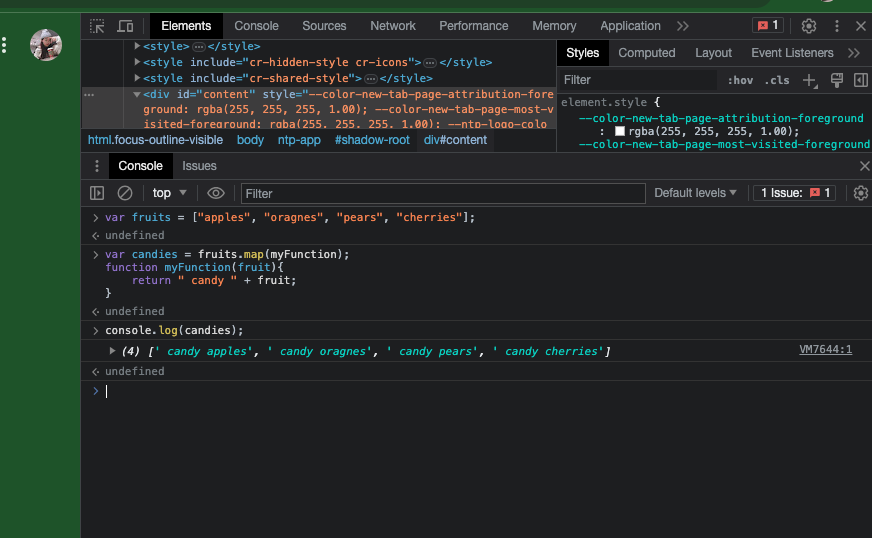 Elements Console Sources Network Performance Memory Application 1
<style> … </style>
<style include="cr-hidden-style cr-icons"> … </style>
<style include="cr-shared-style"> … </style>
<div id="content" style="--color-new-tab-page-attribution-fore
ground: rgba(255, 255, 255, 1.00); --color-new-tab-page-most-v
isited-foreground: rgba(255, 255, 255, 1.00); --ntp-logo-colo
html.focus-outline-visible body ntp-app #shadow-root div#content
Styles Computed Layout Event Listeners
Filter :hov .cls
element.style {
--color-new-tab-page-attribution-foreground
: rgba(255, 255, 255, 1.00);
--color-new-tab-page-most-visited-foreground
Console Issues
top Filter Default levels 1 Issue: 1
var fruits = ["apples", "oragnes", "pears", "cherries"];
undefined
var candies = fruits.map(myFunction);
function myFunction(fruit){
return " candy " + fruit;
}
undefined
console.log(candies);
(4) [' candy apples', ' candy oragnes', ' candy pears', ' candy cherries'] VM7644:1
undefined